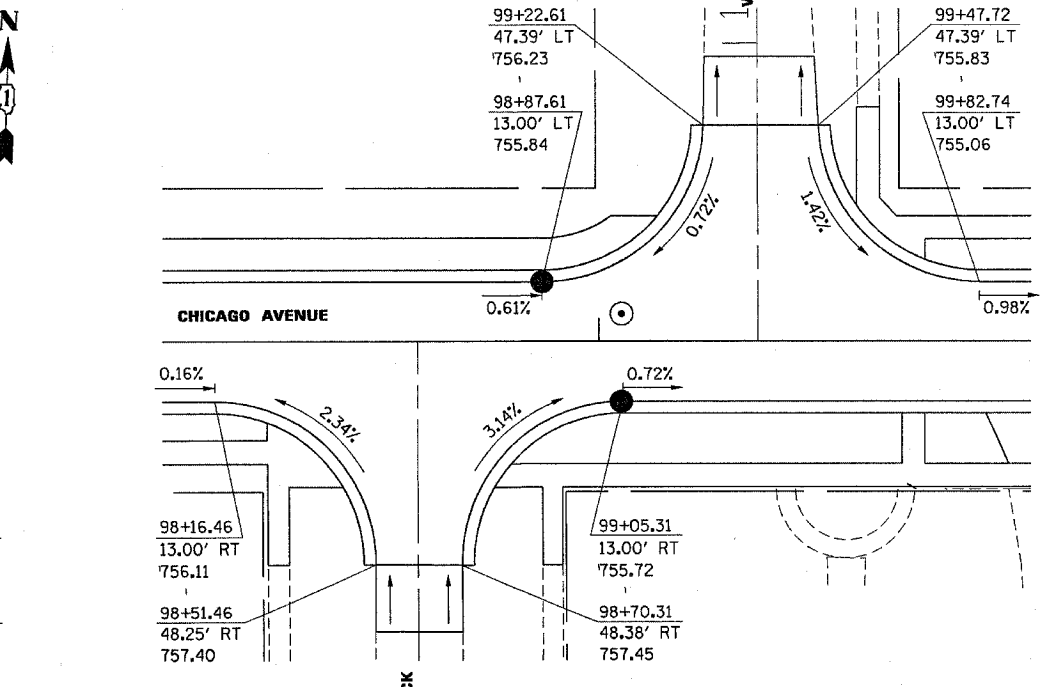 N
99+22.61
47.39' LT
756.23
98+87.61
13.00' LT
755.84
99+47.72
47.39' LT
755.83
99+82.74
13.00' LT
755.06
0.72%
1.42%
0.61%
0.98%
CHICAGO AVENUE
0.16%
0.72%
2.34%
3.14%
98+16.46
13.00' RT
756.11
98+51.46
48.25' RT
757.40
99+05.31
13.00' RT
755.72
98+70.31
48.38' RT
757.45
CK